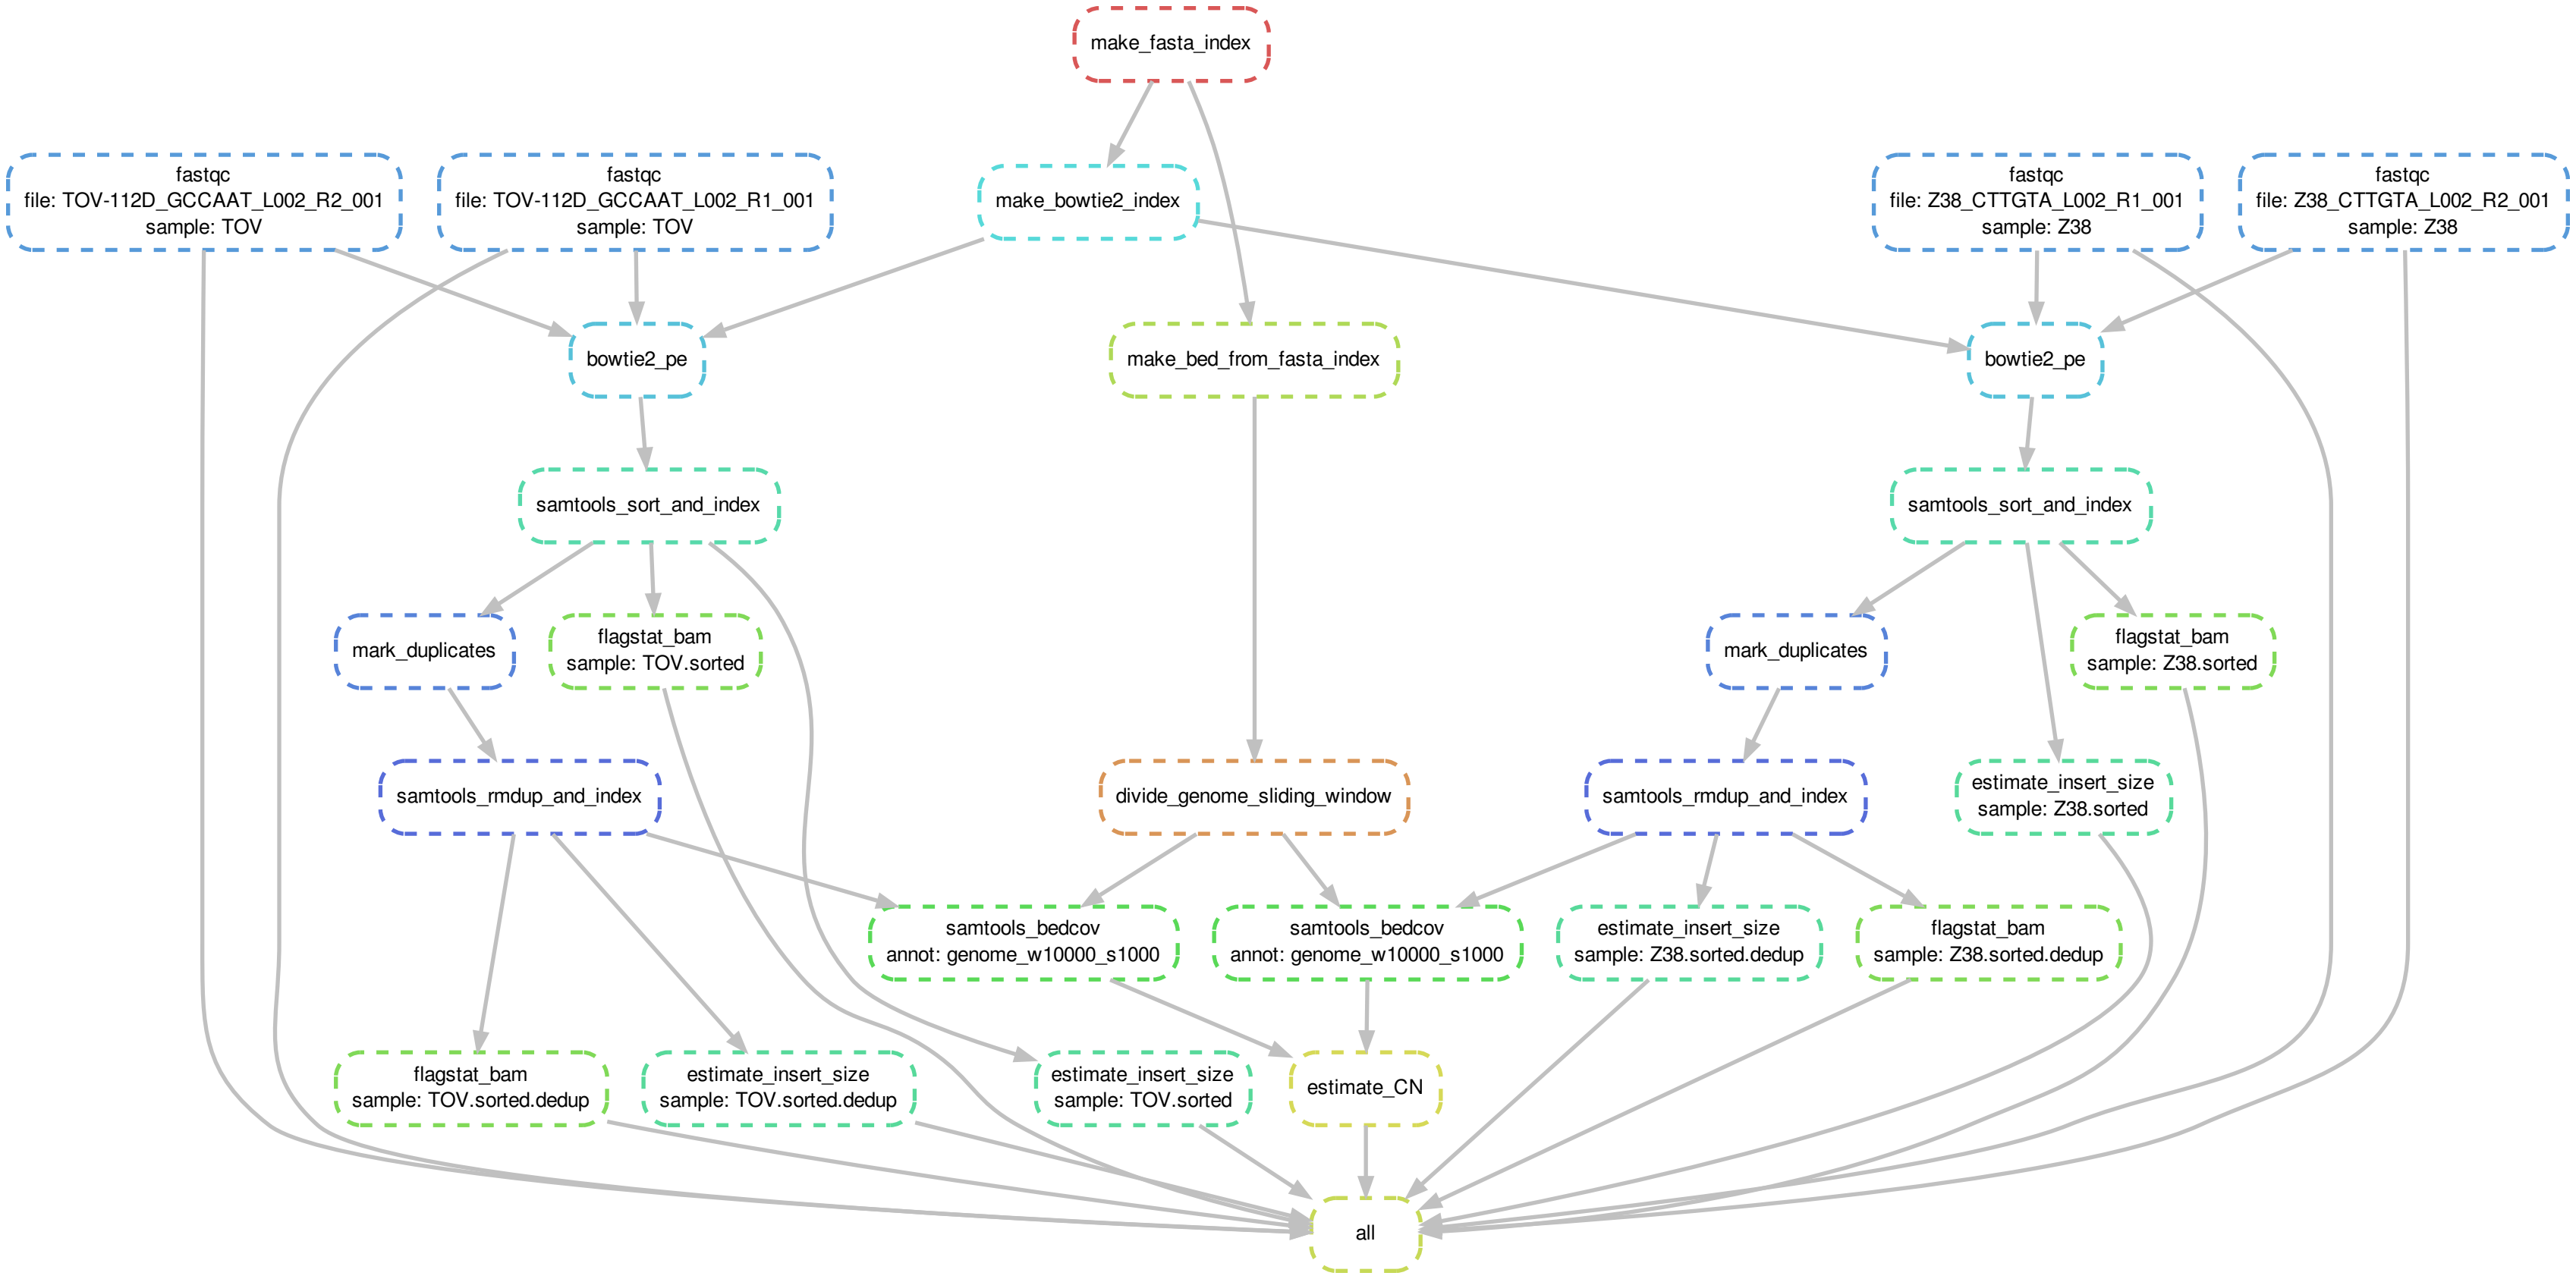 make_fasta_index
fastqc
file: TOV-112D_GCCAAT_L002_R2_001
sample: TOV
fastqc
file: TOV-112D_GCCAAT_L002_R1_001
sample: TOV
make_bowtie2_index
fastqc
file: Z38_CTTGTA_L002_R1_001
sample: Z38
fastqc
file: Z38_CTTGTA_L002_R2_001
sample: Z38
bowtie2_pe
make_bed_from_fasta_index
bowtie2_pe
samtools_sort_and_index
samtools_sort_and_index
mark_duplicates
flagstat_bam
sample: TOV.sorted
mark_duplicates
flagstat_bam
sample: Z38.sorted
samtools_rmdup_and_index
divide_genome_sliding_window
samtools_rmdup_and_index
estimate_insert_size
sample: Z38.sorted
samtools_bedcov
annot: genome_w10000_s1000
samtools_bedcov
annot: genome_w10000_s1000
estimate_insert_size
sample: Z38.sorted.dedup
flagstat_bam
sample: Z38.sorted.dedup
flagstat_bam
sample: TOV.sorted.dedup
estimate_insert_size
sample: TOV.sorted.dedup
estimate_insert_size
sample: TOV.sorted
estimate_CN
all